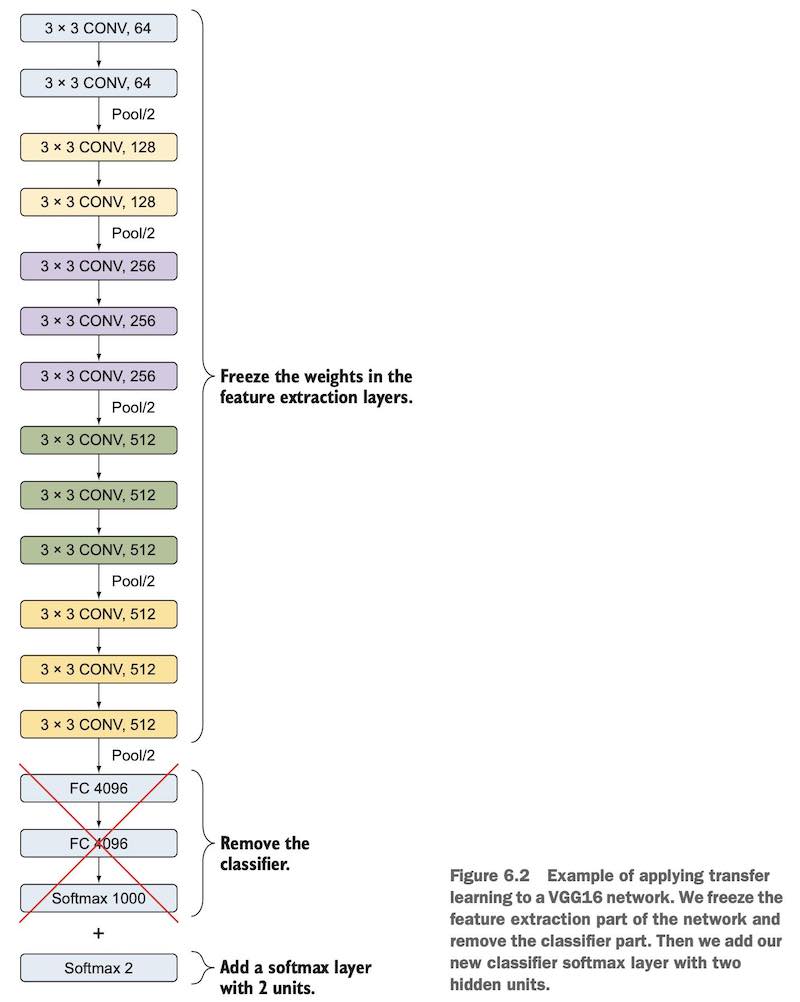 3 × 3 CONV, 64
3 × 3 CONV, 64
Pool/2
3 × 3 CONV, 128
3 × 3 CONV, 128
Pool/2
3 × 3 CONV, 256
3 × 3 CONV, 256
3 × 3 CONV, 256
Pool/2
3 × 3 CONV, 512
3 × 3 CONV, 512
3 × 3 CONV, 512
Pool/2
3 × 3 CONV, 512
3 × 3 CONV, 512
3 × 3 CONV, 512
Pool/2
FC 4096
FC 4096
Softmax 1000
+
Softmax 2
Freeze the weights in the
feature extraction layers.
Remove the
classifier.
Add a softmax layer
with 2 units.
Figure 6.2 Example of applying transfer
learning to a VGG16 network. We freeze the
feature extraction part of the network and
remove the classifier part. Then we add our
new classifier softmax layer with two
hidden units.